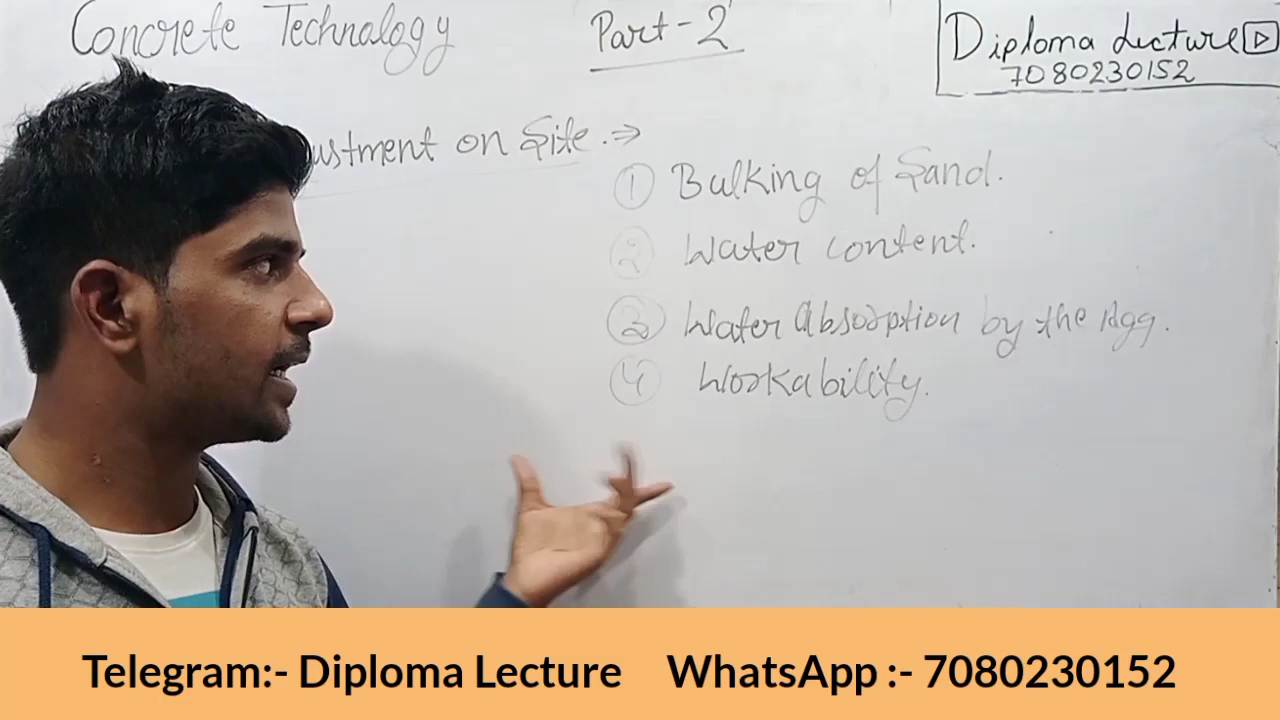 Concrete Technology Part-2
Diploma Lecture
7080230152
ustment on Site :⇒
① Bulking of Sand.
② Water content.
③ Water Absorption by the Agg.
④ Workability.
Telegram:- Diploma Lecture WhatsApp :- 7080230152